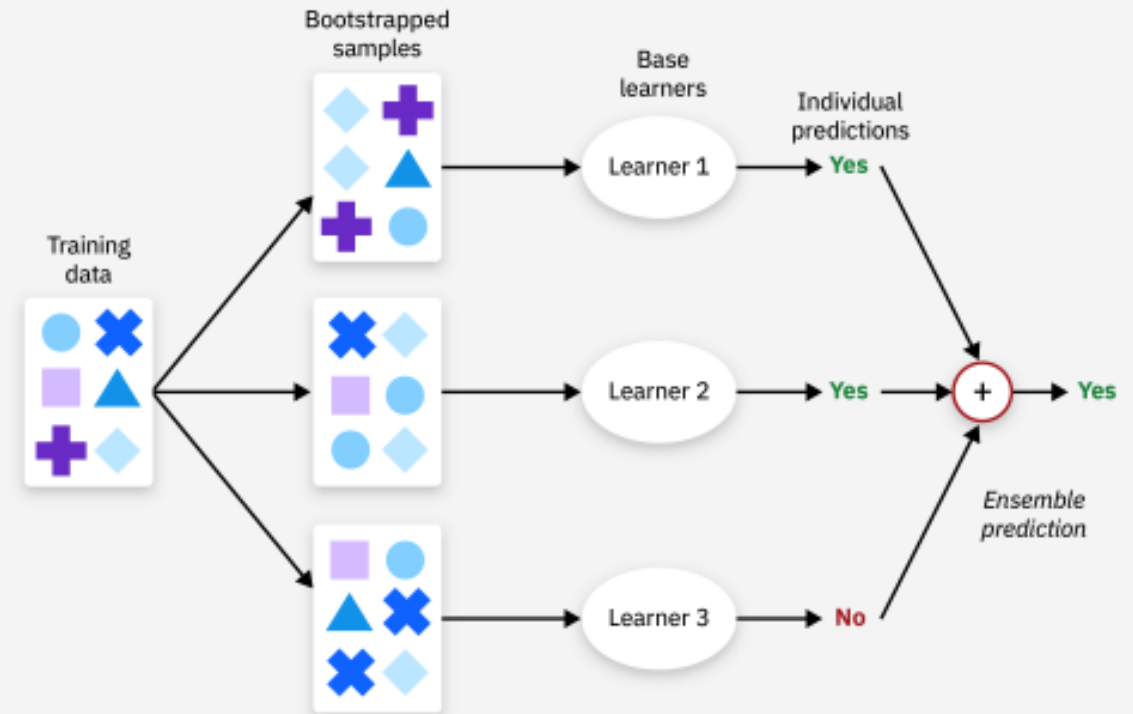 Bootstrapped
samples
Base
learners
Individual
predictions
Learner 1
Yes
Training
data
Learner 2
Yes
+
Yes
Ensemble
prediction
Learner 3
No